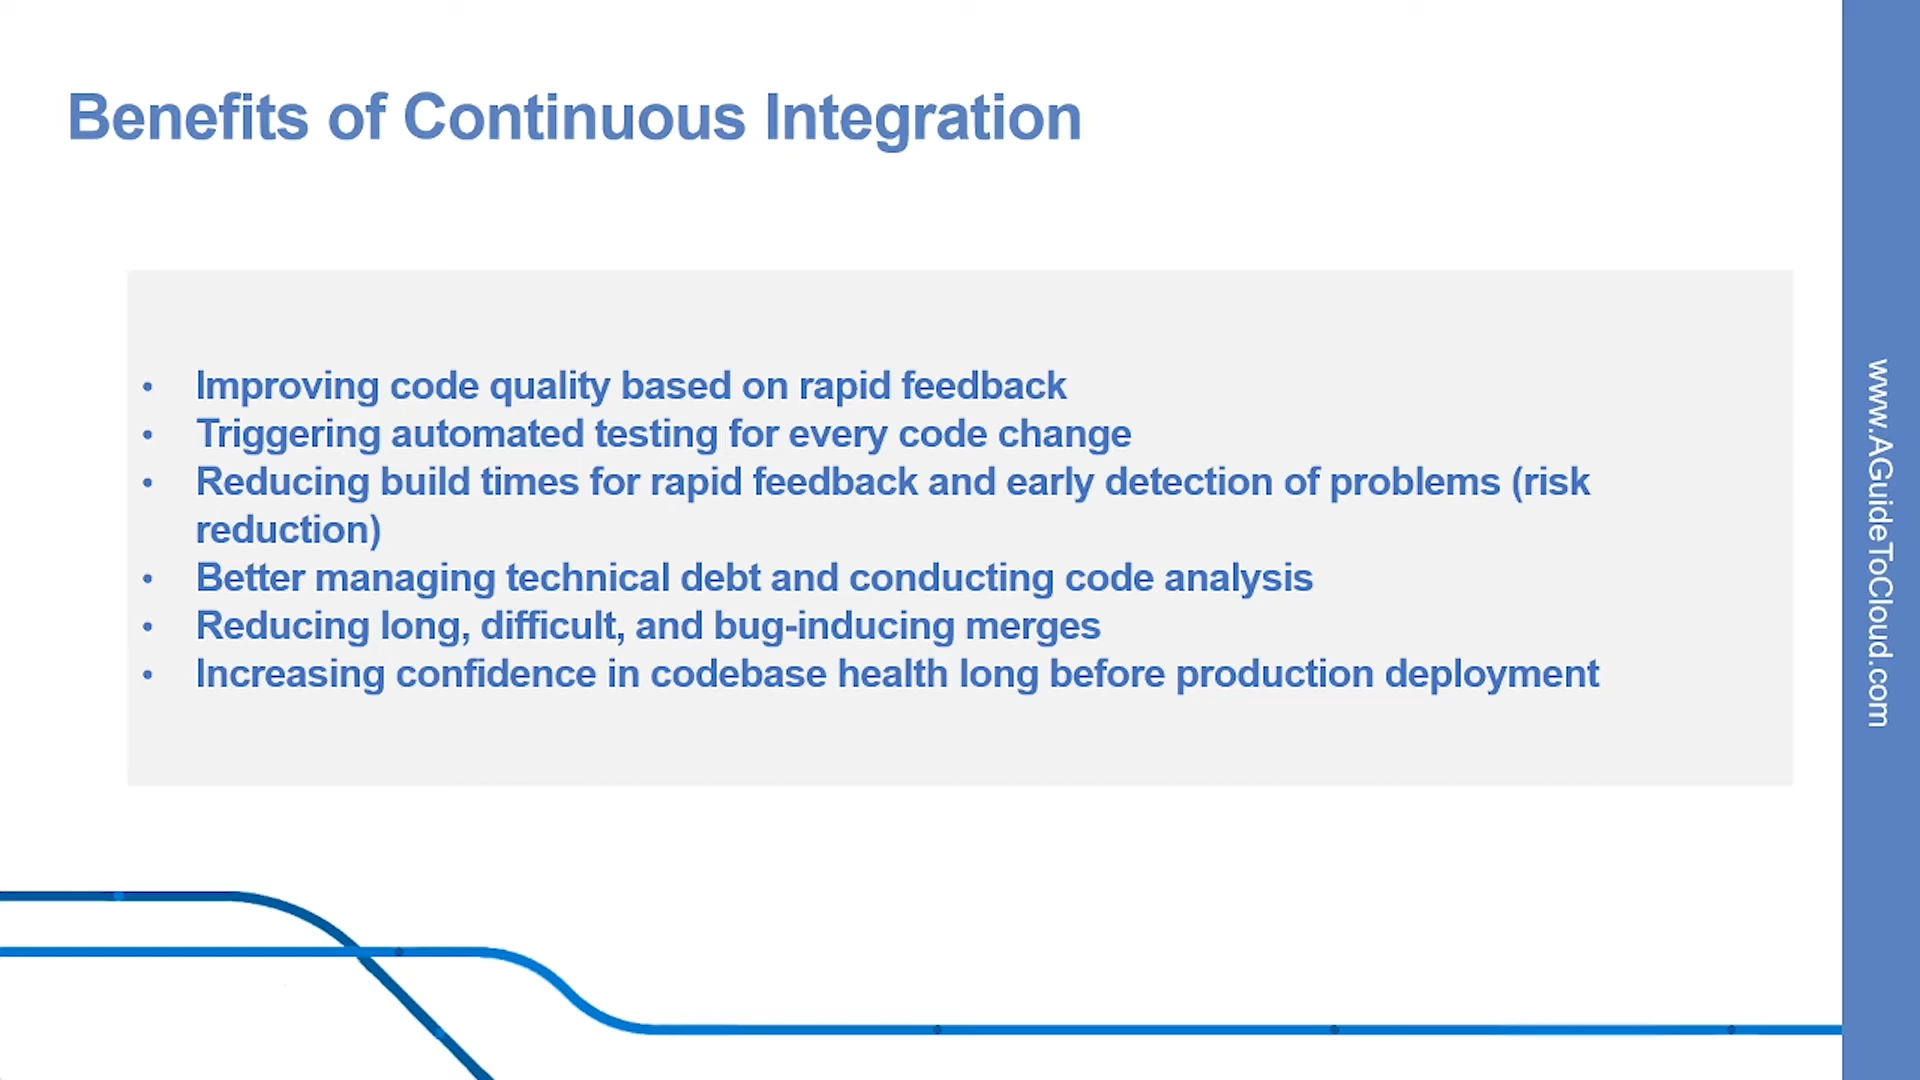 Benefits of Continuous Integration
• Improving code quality based on rapid feedback
• Triggering automated testing for every code change
• Reducing build times for rapid feedback and early detection of problems (risk
reduction)
• Better managing technical debt and conducting code analysis
• Reducing long, difficult, and bug-inducing merges
• Increasing confidence in codebase health long before production deployment
www.AGuideToCloud.com